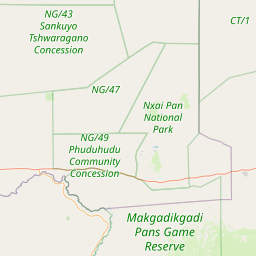 NG/43
Sankuyo
Tshwaragano
Concession
CT/1
NG/47
Nxai Pan
National
Park
NG/49
Phuduhudu
Community
Concession
Makgadikgadi
Pans Game
Reserve